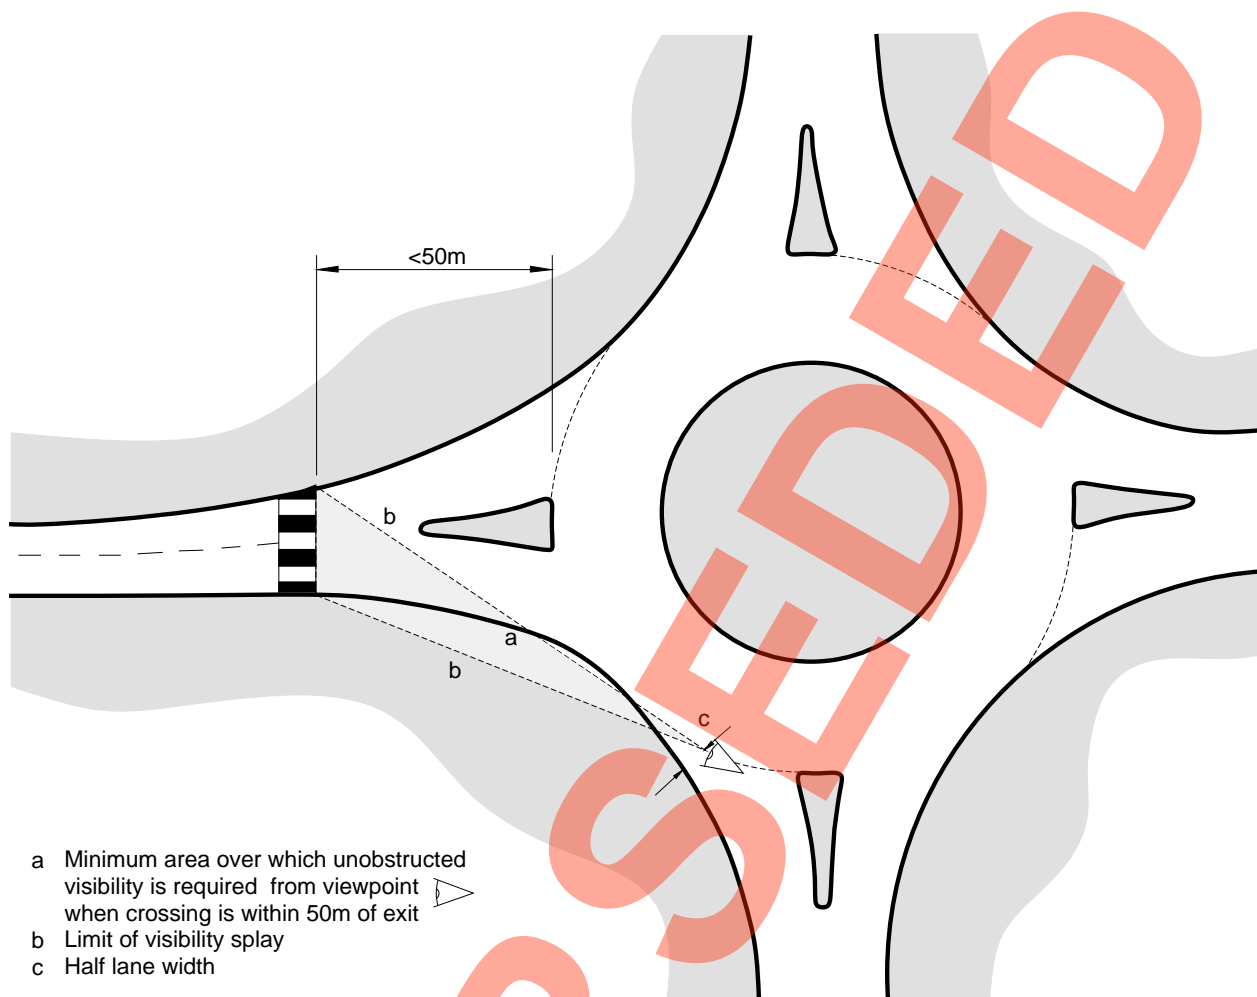 <50m
b
a
b
c
a Minimum area over which unobstructed
visibility is required from viewpoint
when crossing is within 50m of exit
b Limit of visibility splay
c Half lane width
PSEDED